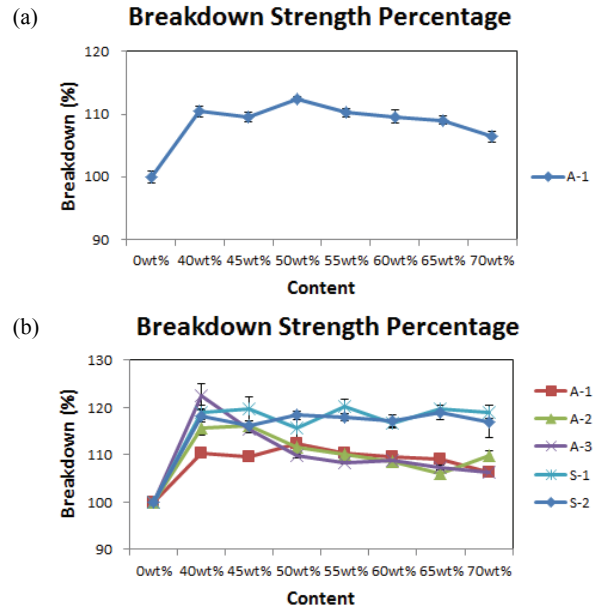 (a)
Breakdown Strength Percentage
120
110
100
90
Breakdown (%)
0wt% 40wt% 45wt% 50wt% 55wt% 60wt% 65wt% 70wt%
Content
A-1
(b)
Breakdown Strength Percentage
130
120
110
100
90
Breakdown (%)
0wt% 40wt% 45wt% 50wt% 55wt% 60wt% 65wt% 70wt%
Content
A-1
A-2
A-3
S-1
S-2